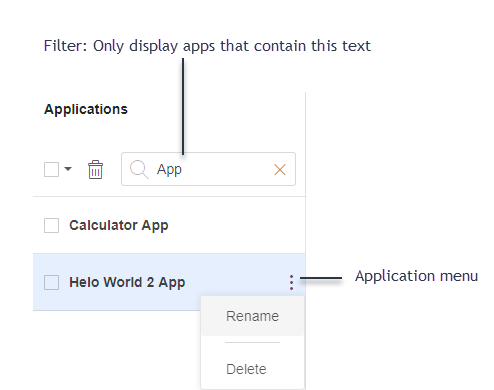 Filter: Only display apps that contain this text
Applications
App
Calculator App
Helo World 2 App
Application menu
Rename
Delete